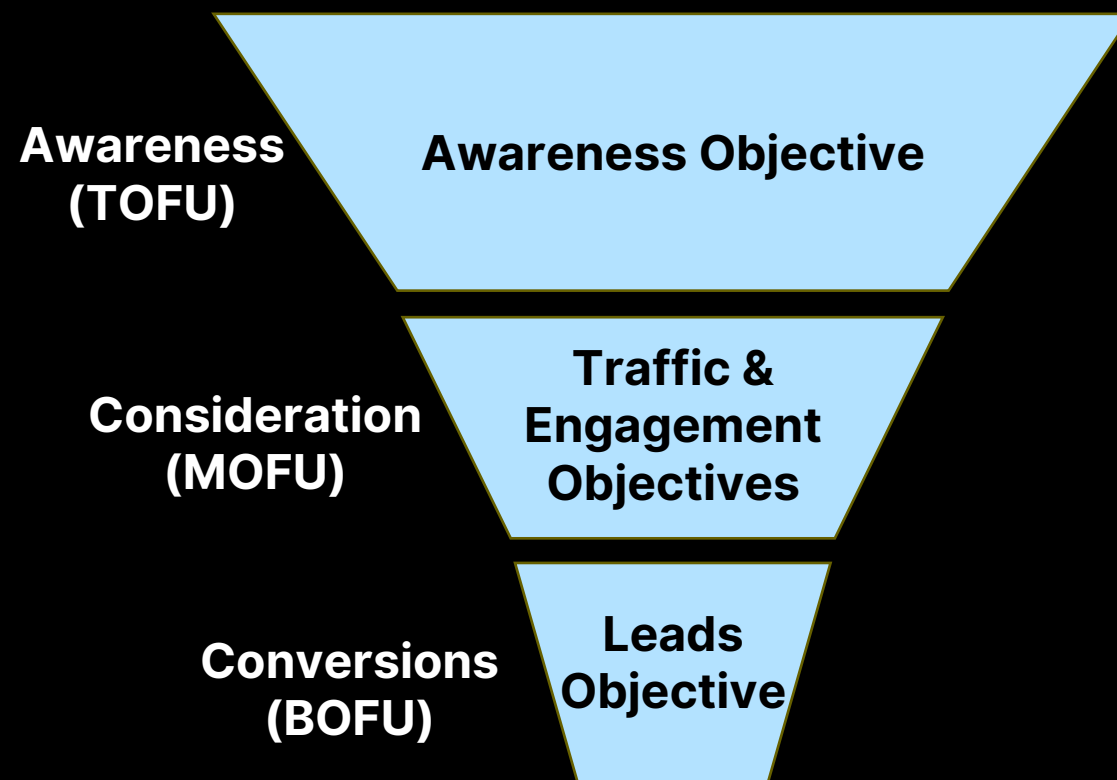 Awareness
(TOFU)
Awareness Objective
Consideration
(MOFU)
Traffic &
Engagement
Objectives
Conversions
(BOFU)
Leads
Objective